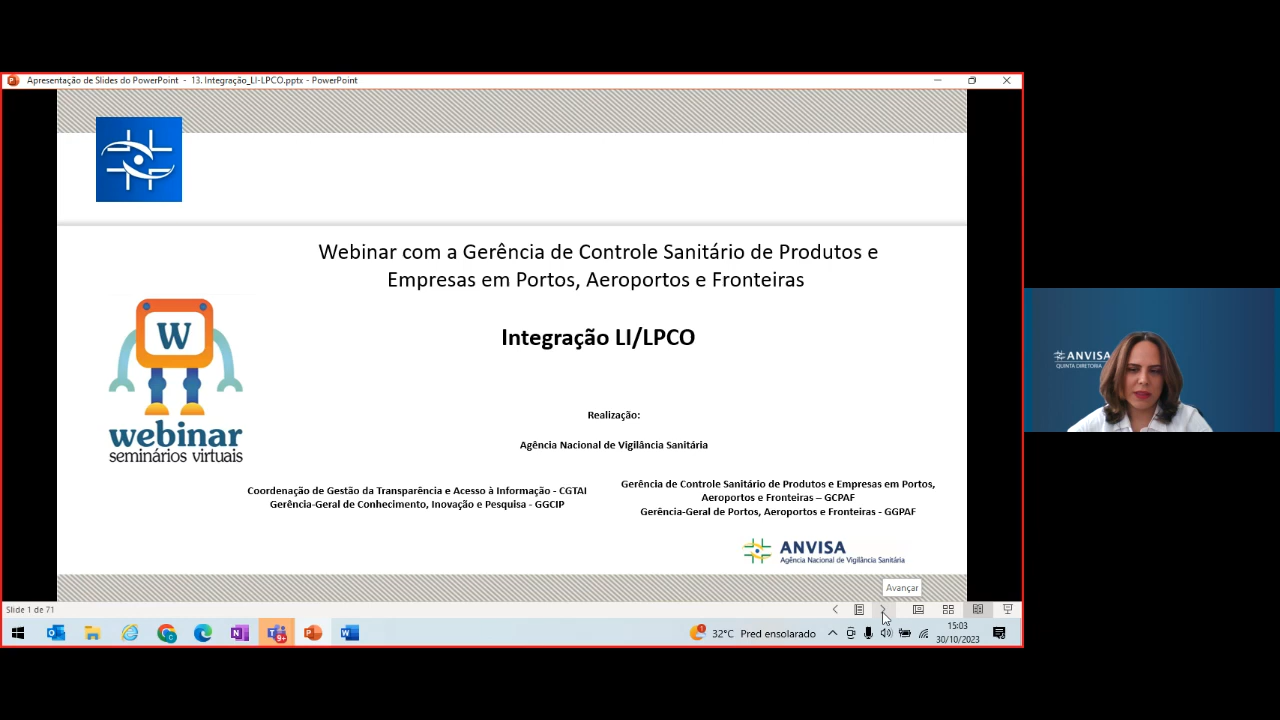 Apresentação de Slides do PowerPoint - 13. Integração_LI-LPCO.pptx - PowerPoint
Webinar com a Gerência de Controle Sanitário de Produtos e
Empresas em Portos, Aeroportos e Fronteiras
Integração LI/LPCO
W
webinar
seminários virtuais
Realização:
Agência Nacional de Vigilância Sanitária
Coordenação de Gestão da Transparência e Acesso à Informação - CGTAI
Gerência-Geral de Conhecimento, Inovação e Pesquisa - GGCIP
Gerência de Controle Sanitário de Produtos e Empresas em Portos,
Aeroportos e Fronteiras – GCPAF
Gerência-Geral de Portos, Aeroportos e Fronteiras - GGPAF
ANVISA
Agência Nacional de Vigilância Sanitária
ANVISA
QUINTA DIRETORIA
Avançar
Slide 1 de 71
9+
1
32°C Pred ensolarado
15:03
30/10/2023